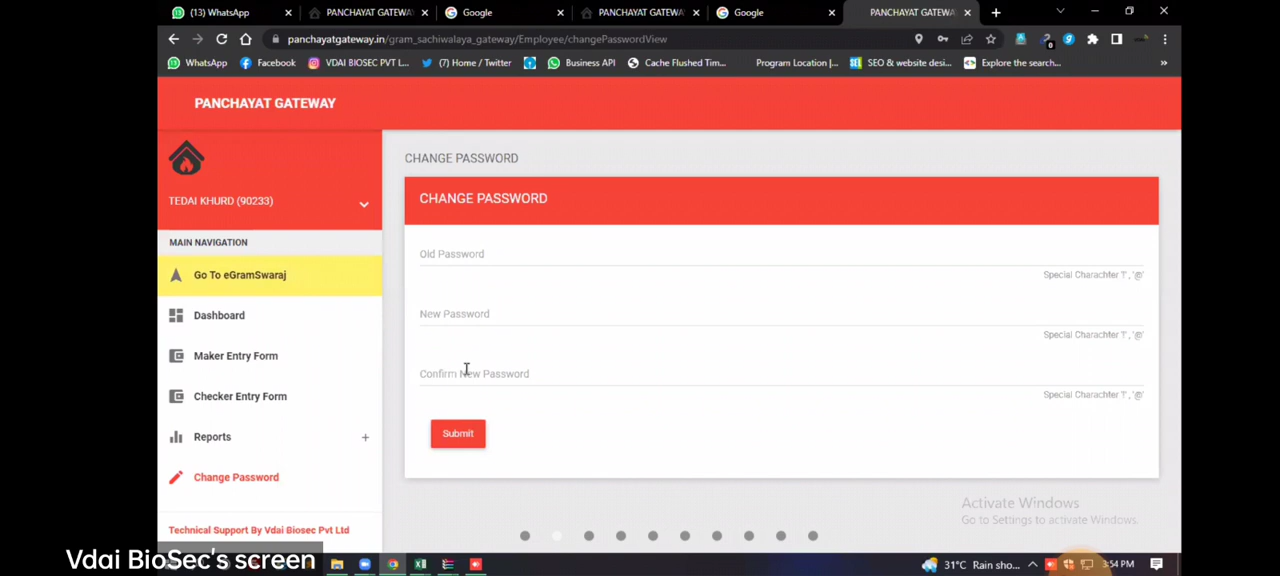 (13) WhatsApp
PANCHAYAT GATEWA
Google
PANCHAYAT GATEWA
Google
PANCHAYAT GATEWA
panchayatgateway.in/gram_sachiwalaya_gateway/Employee/changePasswordView
WhatsApp
Facebook
VDAI BIOSEC PVT L...
(7) Home / Twitter
Business API
Cache Flushed Tim...
Program Location |...
SEO & website desi...
Explore the search...
PANCHAYAT GATEWAY
TEDAI KHURD (90233)
MAIN NAVIGATION
Go To eGramSwaraj
Dashboard
Maker Entry Form
Checker Entry Form
Reports
Change Password
Technical Support By Vdai Biosec Pvt Ltd
CHANGE PASSWORD
CHANGE PASSWORD
Old Password
Special Charachter '!' , '@'
New Password
Special Charachter '!' , '@'
Confirm New Password
Special Charachter '!' , '@'
Submit
Activate Windows
Go to Settings to activate Windows.
Vdai BioSec's screen
31°C Rain sho...
3:54 PM